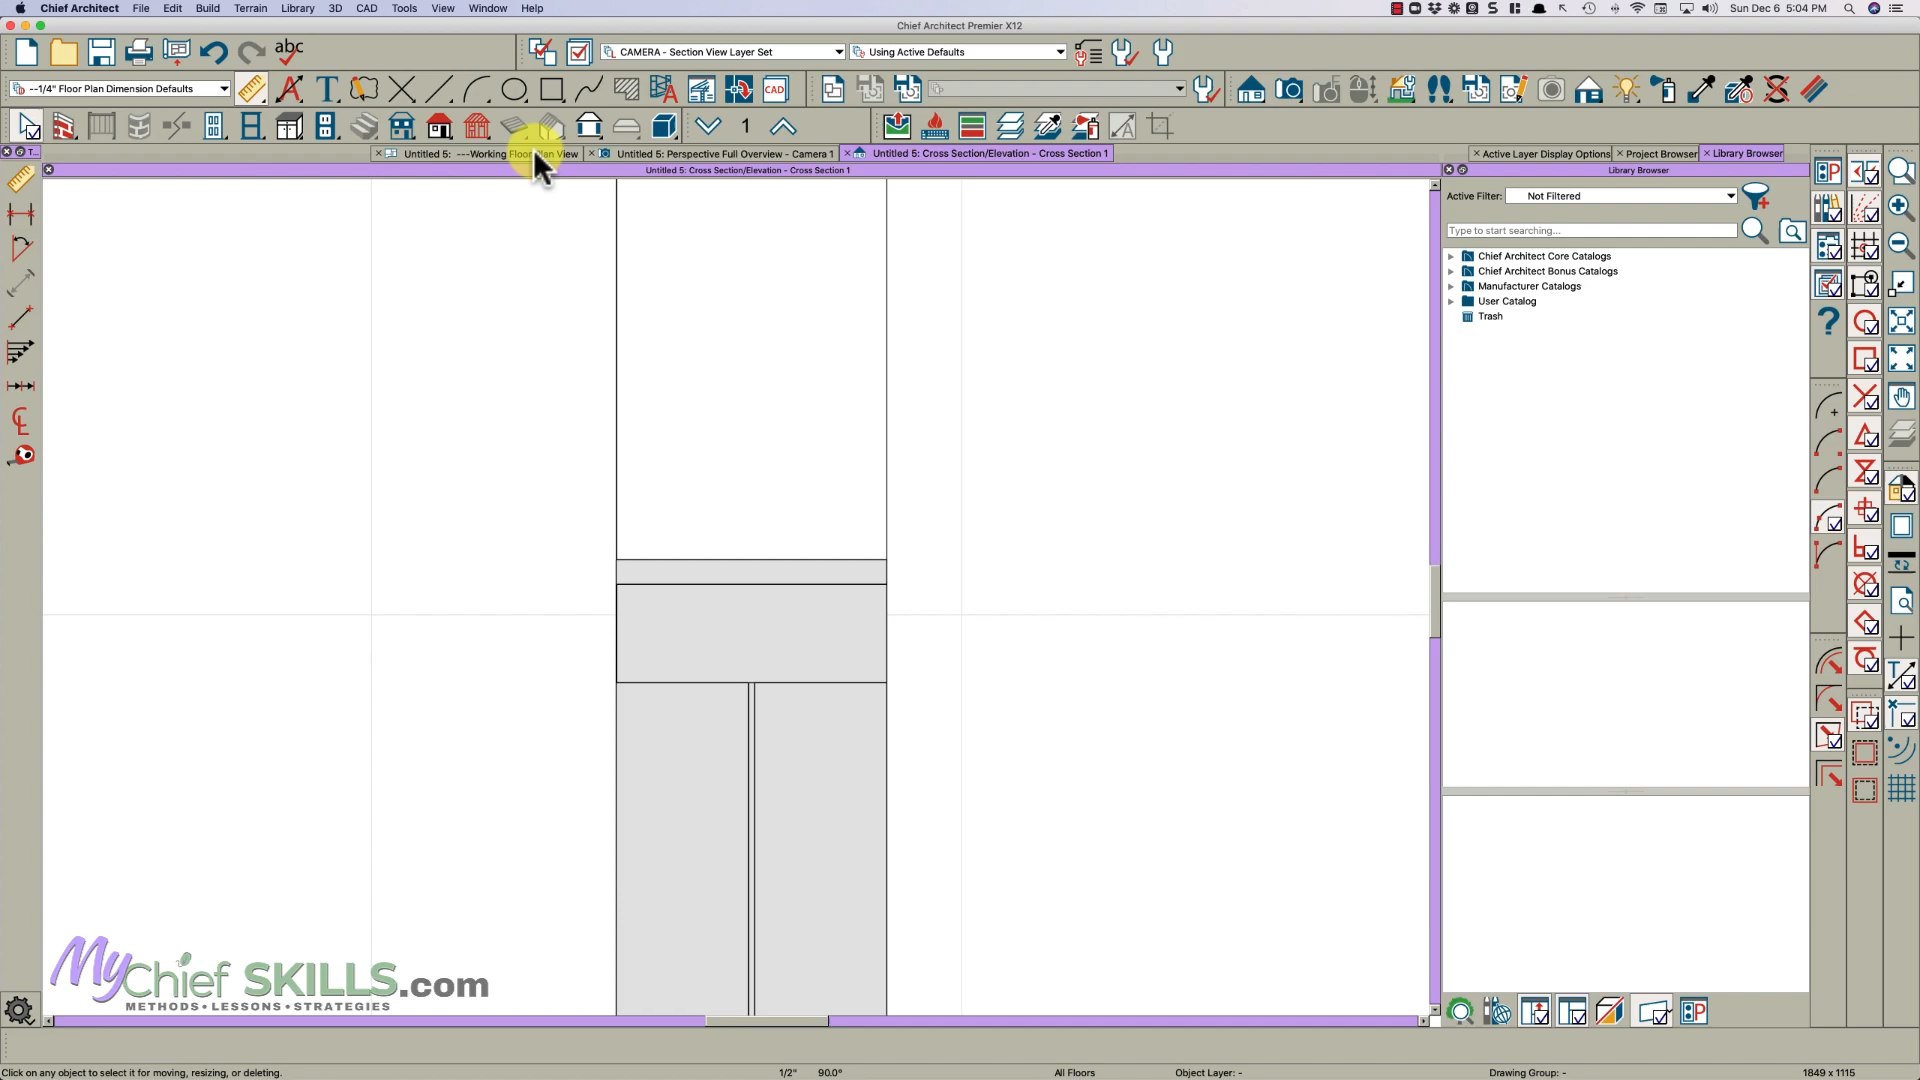 Chief Architect File Edit Build Terrain Library 3D CAD Tools View Window Help
Sun Dec 6 5:04 PM
Chief Architect Premier X12
abc
CAMERA - Section View Layer Set
Using Active Defaults
--1/4" Floor Plan Dimension Defaults
CAD
1
Untitled 5: ---Working Floor Plan View
Untitled 5: Perspective Full Overview - Camera 1
Untitled 5: Cross Section/Elevation - Cross Section 1
Active Layer Display Options
Project Browser
Library Browser
T...
Untitled 5: Cross Section/Elevation - Cross Section 1
Library Browser
Active Filter: Not Filtered
Type to start searching...
Chief Architect Core Catalogs
Chief Architect Bonus Catalogs
Manufacturer Catalogs
User Catalog
Trash
MyChief SKILLS.com
METHODS • LESSONS • STRATEGIES
Click on any object to select it for moving, resizing, or deleting.
1/2"
90.0°
All Floors
Object Layer: -
Drawing Group: -
1849 x 1115